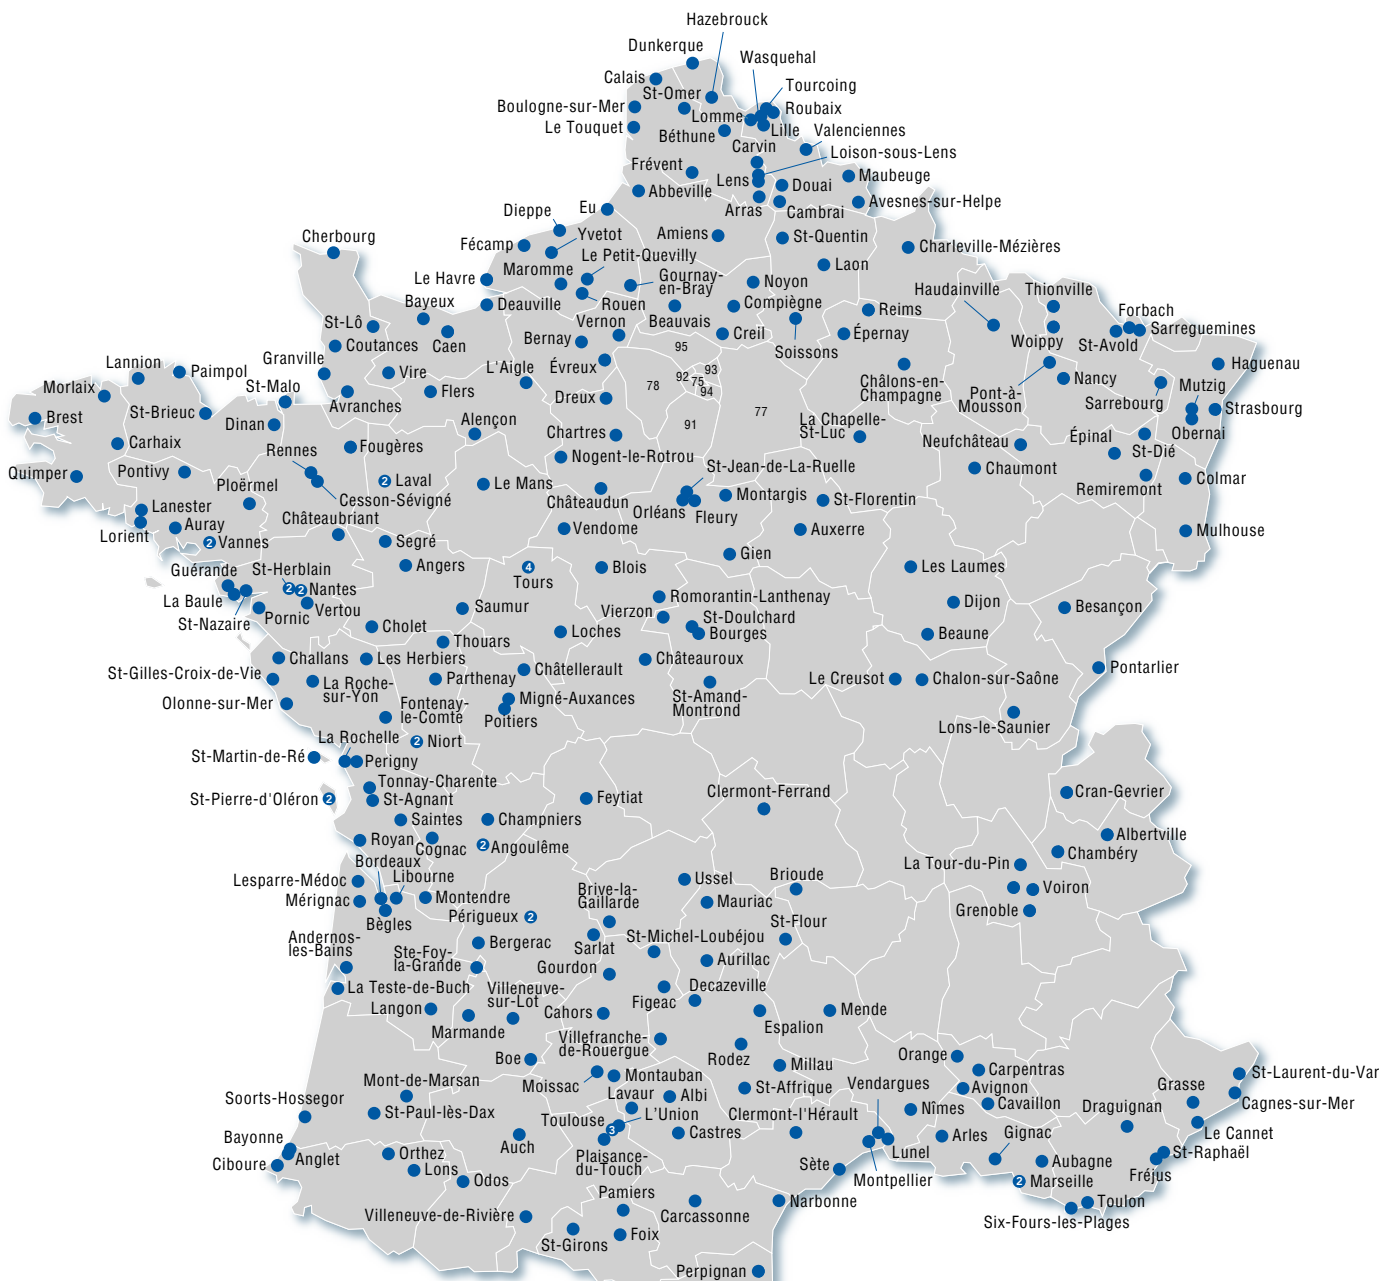 Hazebrouck
Dunkerque
Wasquehal
Calais
Tourcoing
St-Omer
Roubaix
Boulogne-sur-Mer
Lomme
Le Touquet
Lille
Béthune
Valenciennes
Carvin
Loison-sous-Lens
Frévent
Lens
Douai
Maubeuge
Abbeville
Arras
Cambrai
Avesnes-sur-Helpe
Eu
Dieppe
Amiens
St-Quentin
Cherbourg
Fécamp
Yvetot
Charleville-Mézières
Le Petit-Quevilly
Laon
Maromme
Gournay-
en-Bray
Noyon
Le Havre
Haudainville
Thionville
Bayeux
Deauville
Rouen
Compiègne
Reims
Forbach
Beauvais
St-Lô
Vernon
Sarreguemines
Caen
Bernay
Creil
Épernay
Woippy
St-Avold
Coutances
95
Soissons
Lannion
Granville
Évreux
Haguenau
Paimpol
Vire
L'Aigle
93
Châlons-en-
Champagne
Nancy
Mutzig
Morlaix
St-Malo
78
92
75
94
Pont-à-
Mousson
Flers
Dreux
Sarrebourg
Avranches
77
Strasbourg
Brest
St-Brieuc
Dinan
91
La Chapelle-
St-Luc
Obernai
Alençon
Chartres
Neufchâteau
Épinal
Carhaix
Fougères
St-Dié
Rennes
Nogent-le-Rotrou
St-Jean-de-La-Ruelle
Chaumont
Quimper
Pontivy
2
Laval
Le Mans
Remiremont
Colmar
Ploërmel
Cesson-Sévigné
Châteaudun
Montargis
St-Florentin
Lanester
Orléans
Fleury
Châteaubriant
Auray
Vendome
Auxerre
Mulhouse
Lorient
2
Vannes
Segré
Gien
St-Herblain
Angers
4
Tours
Blois
Les Laumes
Guérande
2
2
Nantes
Romorantin-Lanthenay
La Baule
Vertou
Saumur
Vierzon
St-Doulchard
Dijon
Besançon
St-Nazaire
Pornic
Cholet
Loches
Bourges
Beaune
Thouars
Challans
Les Herbiers
Châtellerault
Châteauroux
Pontarlier
St-Gilles-Croix-de-Vie
La Roche-
sur-Yon
Parthenay
Le Creusot
Chalon-sur-Saône
Olonne-sur-Mer
Fontenay-
le-Comte
Migné-Auxances
St-Amand-
Montrond
Poitiers
Lons-le-Saunier
La Rochelle
2
Niort
St-Martin-de-Ré
Perigny
Tonnay-Charente
St-Pierre-d'Oléron
2
St-Agnant
Feytiat
Clermont-Ferrand
Cran-Gevrier
Saintes
Champniers
Albertville
Royan
Cognac
2
Angoulême
Chambéry
Bordeaux
La Tour-du-Pin
Libourne
Lesparre-Médoc
Ussel
Brioude
Voiron
Mérignac
Montendre
Brive-la-
Gaillarde
Mauriac
Grenoble
Bègles
Périgueux
2
St-Flour
Andernos-
les-Bains
Bergerac
Sarlat
St-Michel-Loubéjou
Ste-Foy-
la-Grande
Aurillac
Gourdon
La Teste-de-Buch
Villeneuve-
sur-Lot
Figeac
Decazeville
Langon
Marmande
Cahors
Espalion
Mende
Villefranche-
de-Rouergue
Boe
Rodez
Orange
Moissac
Millau
Carpentras
St-Laurent-du-Var
Mont-de-Marsan
Montauban
St-Affrique
Vendargues
Avignon
Grasse
Lavaur
Albi
Cagnes-sur-Mer
Soorts-Hossegor
Cavaillon
St-Paul-lès-Dax
L'Union
Clermont-l'Hérault
Nîmes
Draguignan
Toulouse
3
Le Cannet
Bayonne
Auch
Castres
Arles
Gignac
Anglet
Orthez
Plaisance-
du-Touch
Lunel
St-Raphaël
Ciboure
Lons
Sète
Aubagne
Odos
Montpellier
Fréjus
2
Marseille
Pamiers
Narbonne
Toulon
Villeneuve-de-Rivière
Carcassonne
Six-Fours-les-Plages
Foix
St-Girons
Perpignan